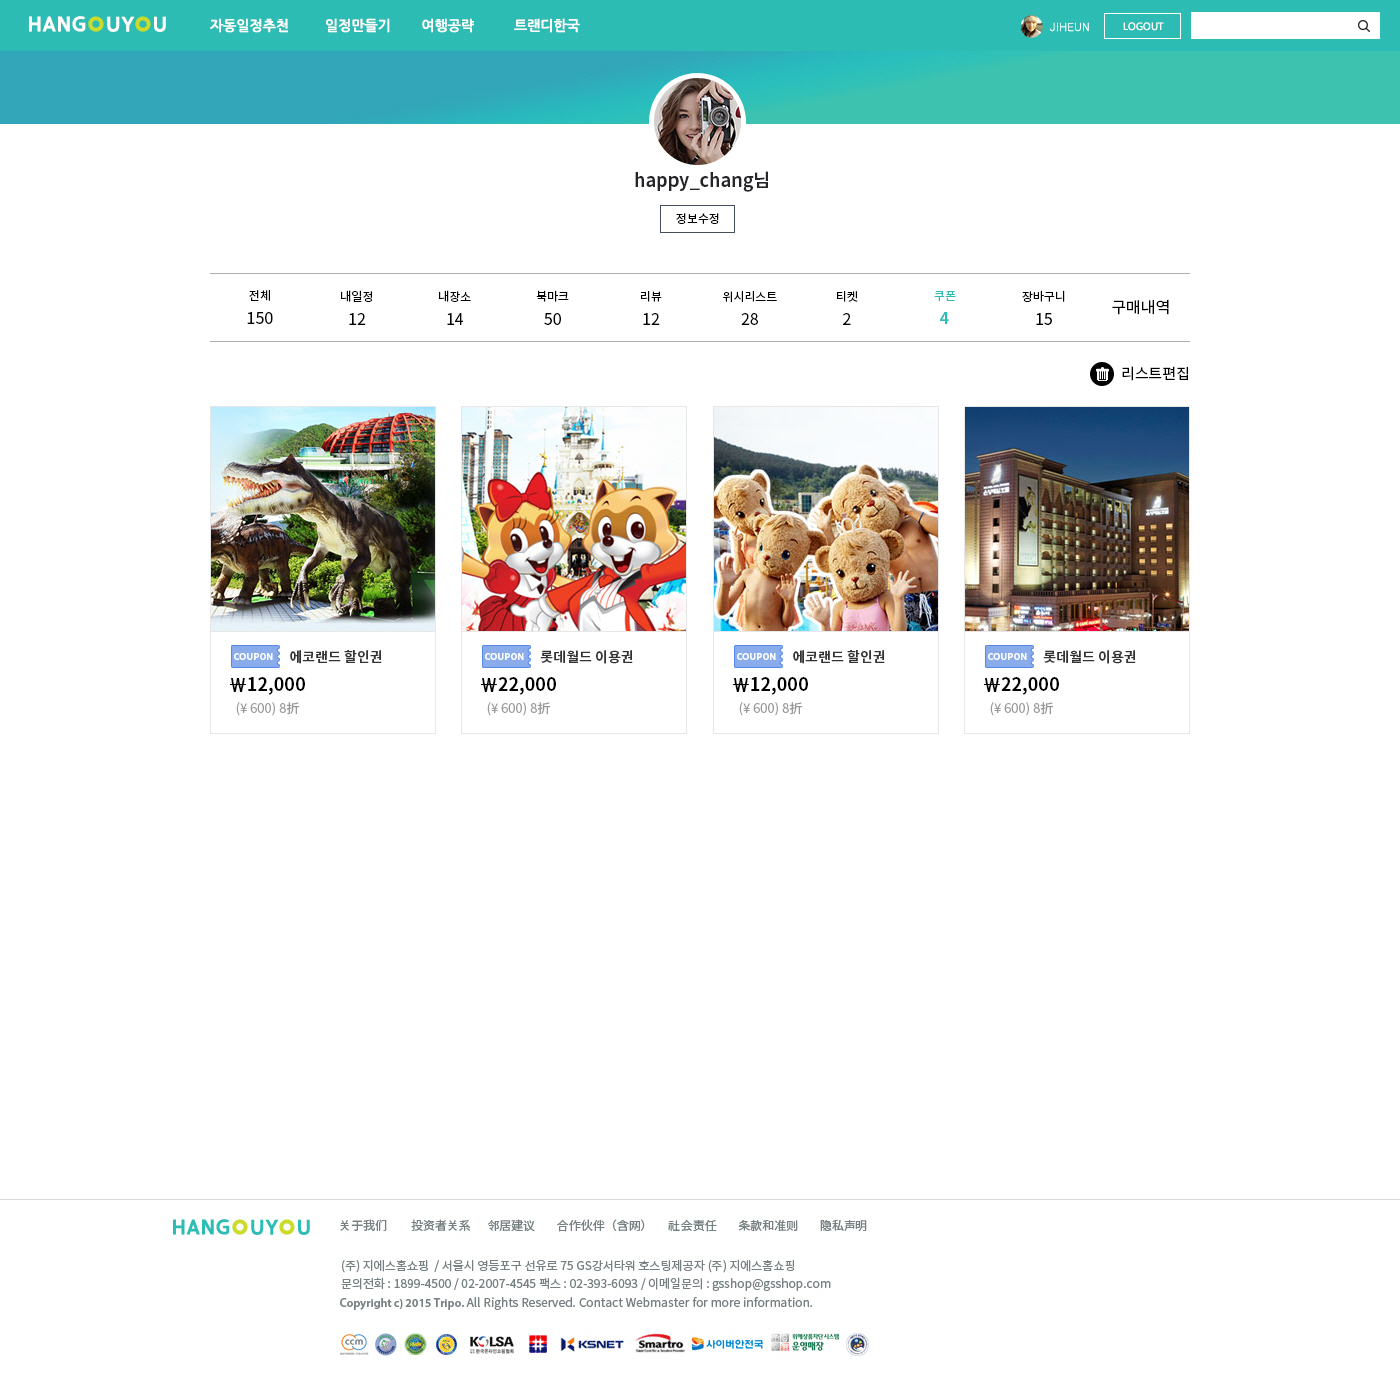 HANGOUYOU 자동일정추천 일정만들기 여행공략 트랜디한국 JIHEUN LOGOUT
happy_chang님
정보수정
전체 내일정 내장소 북마크 리뷰 위시리스트 티켓 쿠폰 장바구니 구매내역
150 12 14 50 12 28 2 4 15
리스트편집
COUPON 에코랜드 할인권 COUPON 롯데월드 이용권 COUPON 에코랜드 할인권 COUPON 롯데월드 이용권
₩12,000 ₩22,000 ₩12,000 ₩22,000
(¥ 600) 8折 (¥ 600) 8折 (¥ 600) 8折 (¥ 600) 8折
HANGOUYOU 关于我们 投资者关系 邻居建议 合作伙伴（含网） 社会责任 条款和准则 隐私声明
(주) 지에스홈쇼핑 / 서울시 영등포구 선유로 75 GS강서타워 호스팅제공자 (주) 지에스홈쇼핑
문의전화 : 1899-4500 / 02-2007-4545 팩스 : 02-393-6093 / 이메일문의 : gsshop@gsshop.com
Copyright c) 2015 Tripo. All Rights Reserved. Contact Webmaster for more information.
ccm KOLSA KSNET Smartro 사이버안전국 위해상품차단시스템 운영매장